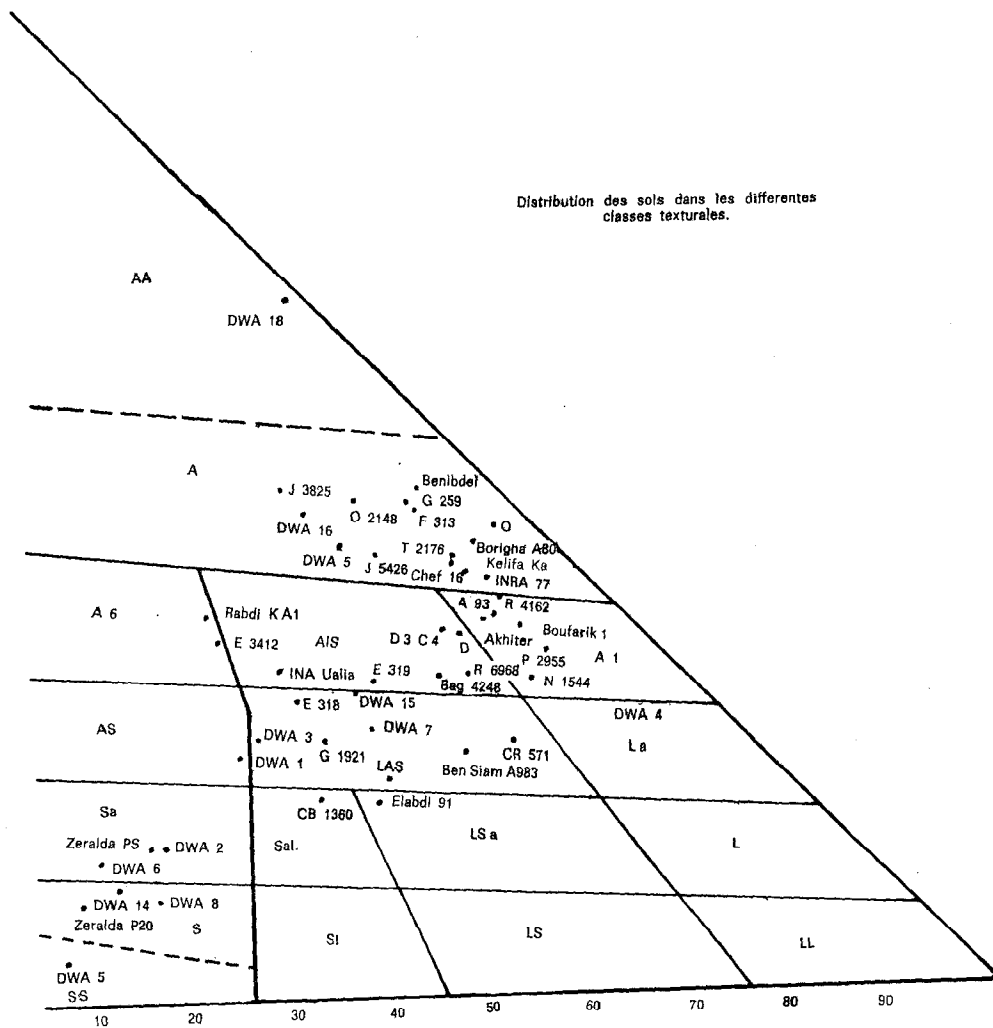 Distribution des sols dans les differentes
classes texturales.
AA
DWA 18
A
J 3825
Benibdel
G 259
O 2148
F 313
O
DWA 16
T 2176
Borigha A80
DWA 5
J 5426
Kelifa Ka
Chef 16
INRA 77
A 6
Rabdi K A1
A 93
R 4162
E 3412
AIS
D 3
C 4
D
Akhiter
Boufarik 1
P 2955
A 1
INA Ualia
E 319
R 6968
Bag 4248
N 1544
E 318
DWA 15
DWA 4
AS
DWA 3
DWA 7
DWA 1
G 1921
LAS
Ben Siam A983
CR 571
La
Sa
CB 1360
Elabdi 91
Zeralda PS
DWA 2
Sal.
LS a
L
DWA 6
DWA 14
DWA 8
Zeralda P20
S
Sl
LS
LL
DWA 5
S-S
10 20 30 40 50 60 70 80 90